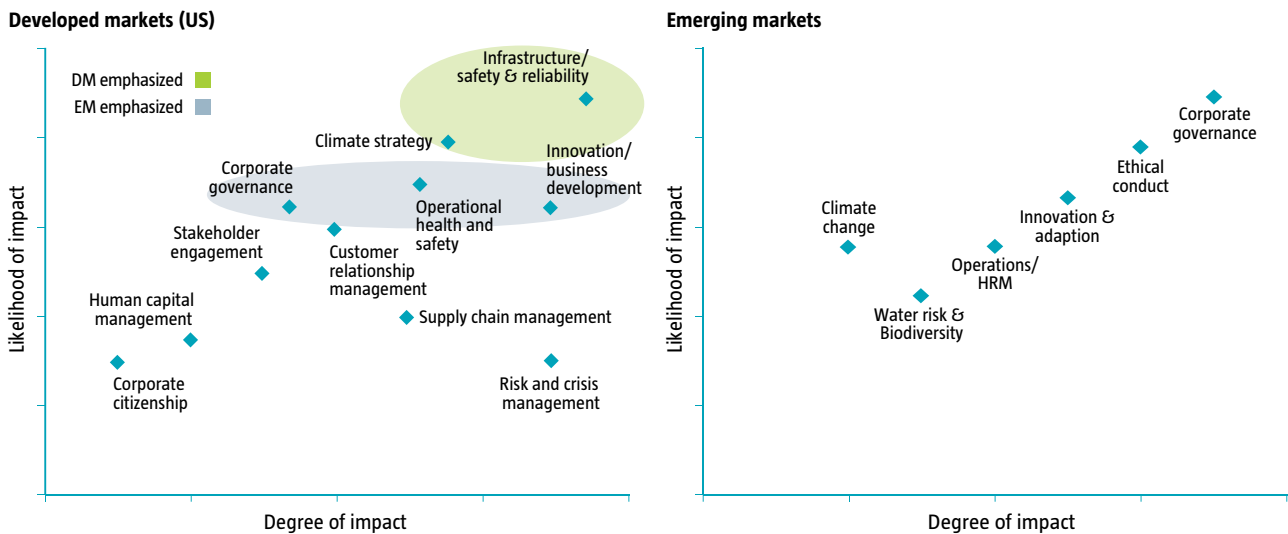 Developed markets (US)
DM emphasized
EM emphasized
Infrastructure/
safety & reliability
Climate strategy
Innovation/
business
development
Corporate
governance
Operational
health and
safety
Stakeholder
engagement
Customer
relationship
management
Human capital
management
Supply chain management
Corporate
citizenship
Risk and crisis
management
Likelihood of impact
Degree of impact
Emerging markets
Corporate
governance
Ethical
conduct
Innovation &
adaption
Climate
change
Operations/
HRM
Water risk &
Biodiversity
Likelihood of impact
Degree of impact